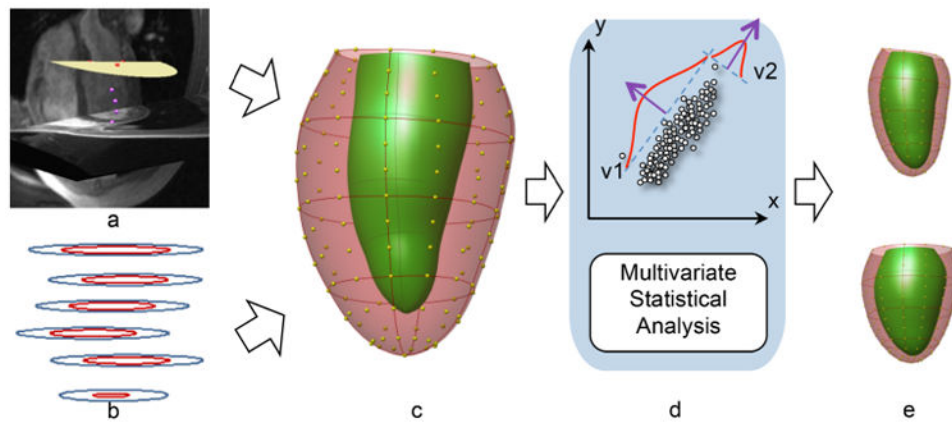 a
b
c
y
v2
v1
x
Multivariate
Statistical
Analysis
d
e